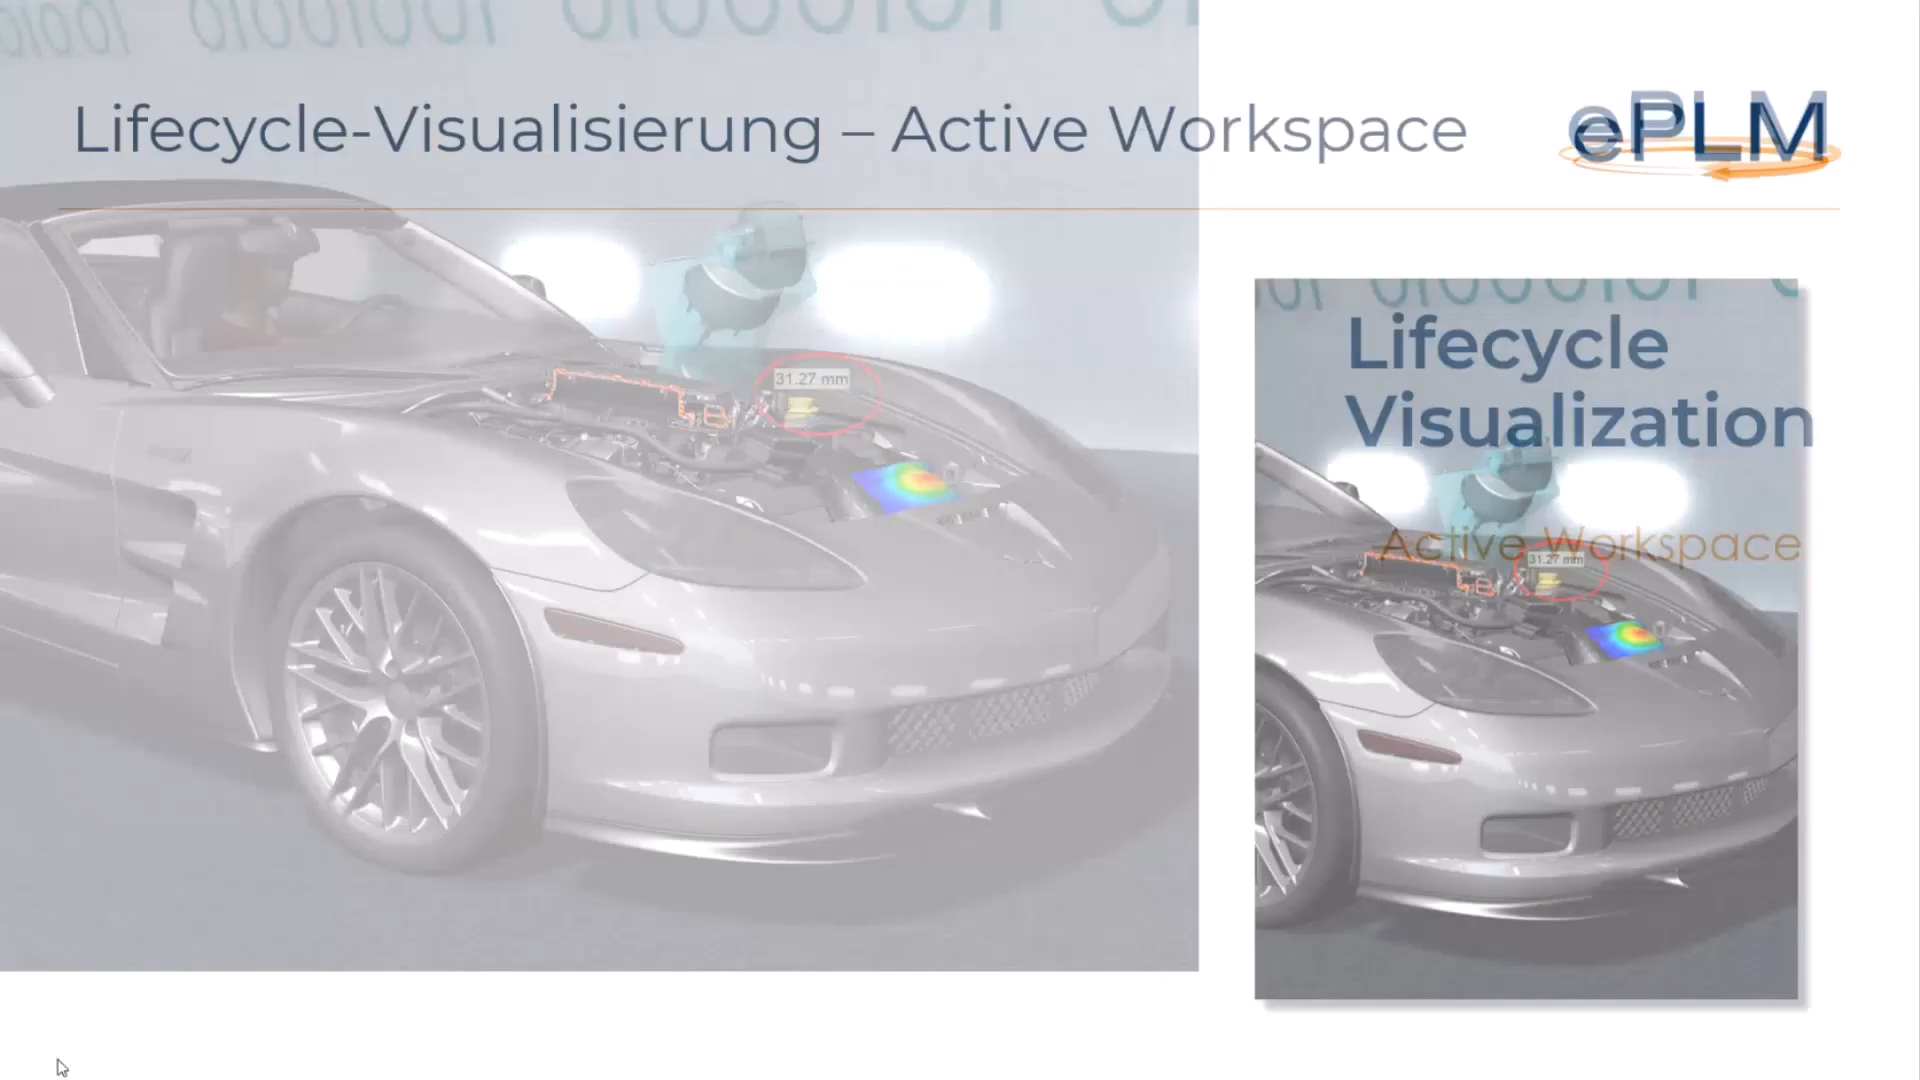 Lifecycle-Visualisierung – Active Workspace
ePLM
31.27 mm
Lifecycle
Visualization
Active Workspace
31.27 mm